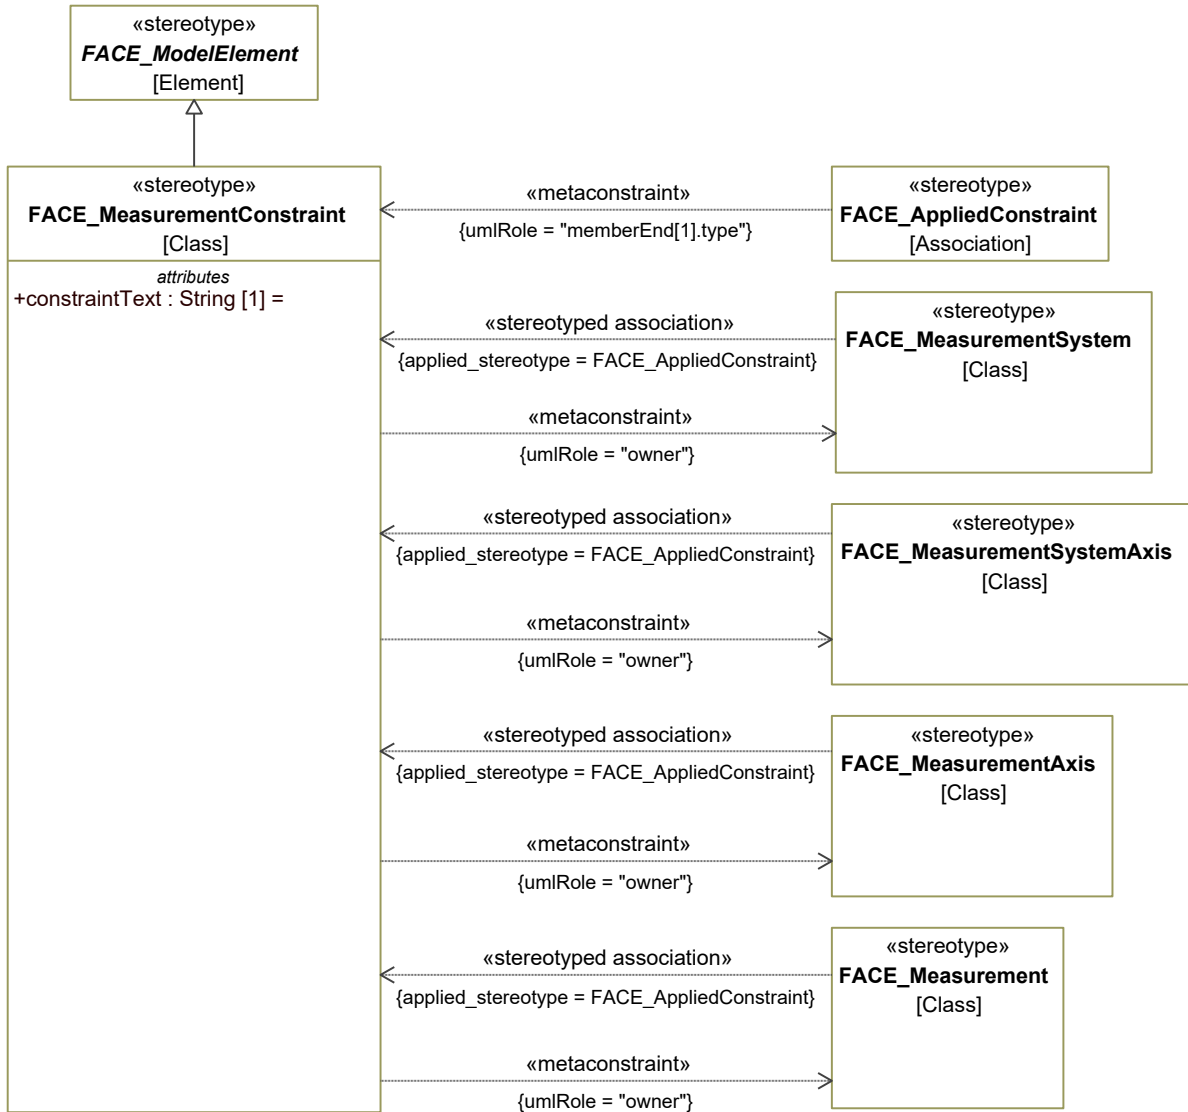 «stereotype»
FACE_ModelElement
[Element]
«stereotype»
FACE_MeasurementConstraint
[Class]
attributes
+constraintText : String [1] =
«metaconstraint»
{umlRole = "memberEnd[1].type"}
«stereotype»
FACE_AppliedConstraint
[Association]
«stereotyped association»
{applied_stereotype = FACE_AppliedConstraint}
«metaconstraint»
{umlRole = "owner"}
«stereotype»
FACE_MeasurementSystem
[Class]
«stereotyped association»
{applied_stereotype = FACE_AppliedConstraint}
«metaconstraint»
{umlRole = "owner"}
«stereotype»
FACE_MeasurementSystemAxis
[Class]
«stereotyped association»
{applied_stereotype = FACE_AppliedConstraint}
«metaconstraint»
{umlRole = "owner"}
«stereotype»
FACE_MeasurementAxis
[Class]
«stereotyped association»
{applied_stereotype = FACE_AppliedConstraint}
«metaconstraint»
{umlRole = "owner"}
«stereotype»
FACE_Measurement
[Class]